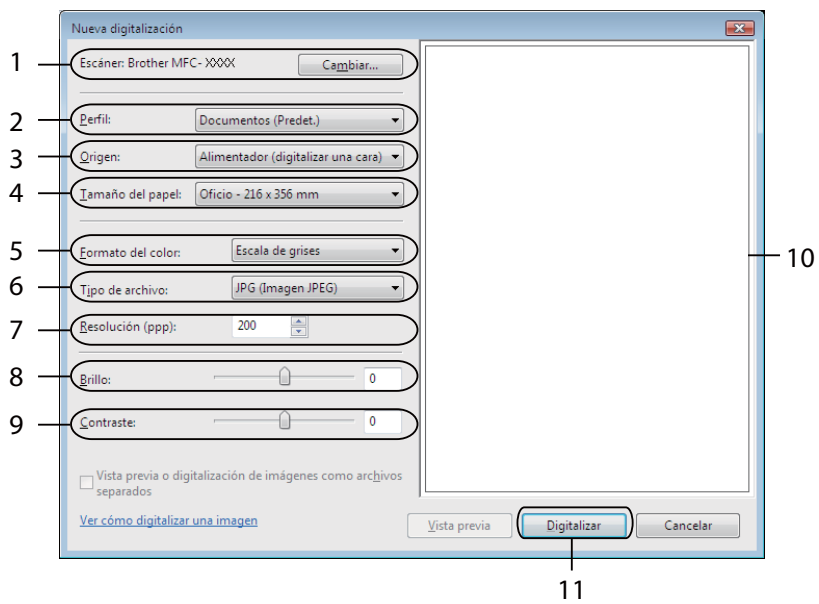 Nueva digitalización
1 Escáner: Brother MFC- XXXX Cambiar...
2 Perfil: Documentos (Predet.)
3 Origen: Alimentador (digitalizar una cara)
4 Tamaño del papel: Oficio - 216 x 356 mm
5 Formato del color: Escala de grises
10
6 Tipo de archivo: JPG (Imagen JPEG)
7 Resolución (ppp): 200
8 Brillo: 0
9 Contraste: 0
Vista previa o digitalización de imágenes como archivos
separados
Ver cómo digitalizar una imagen
Vista previa Digitalizar Cancelar
11